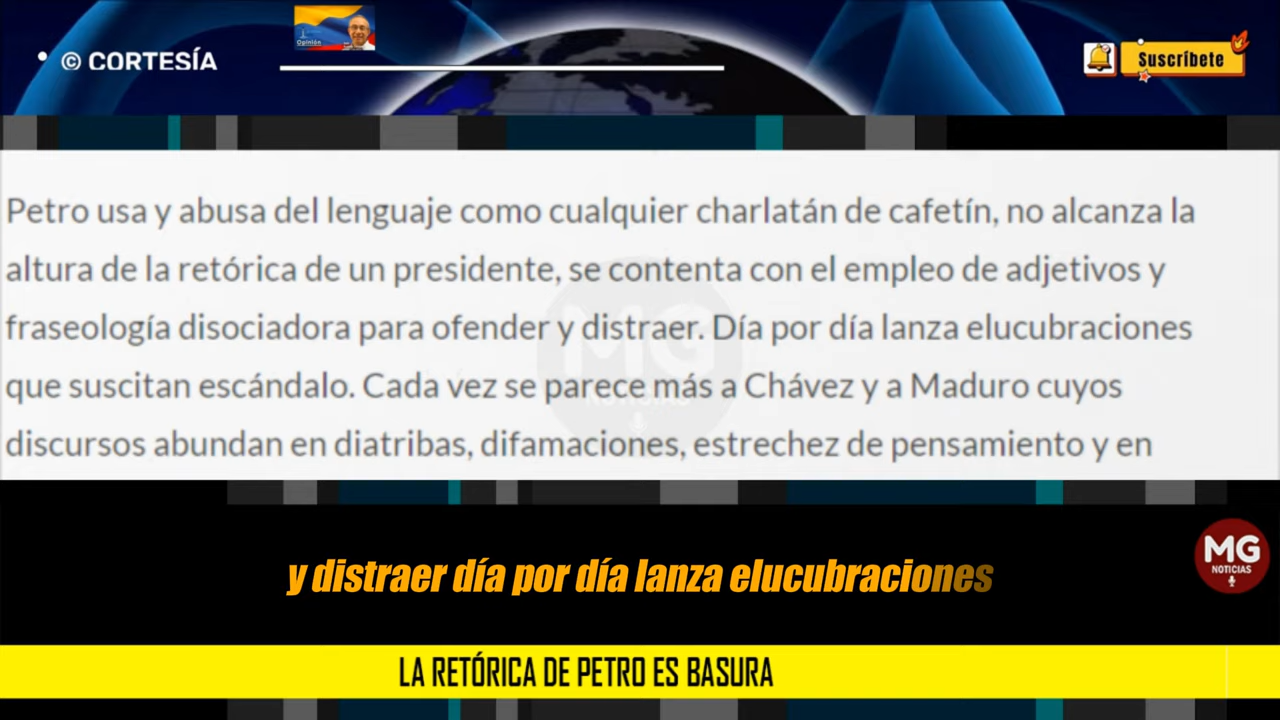 © CORTESÍA
Opinión
Suscríbete
Petro usa y abusa del lenguaje como cualquier charlatán de cafetín, no alcanza la
altura de la retórica de un presidente, se contenta con el empleo de adjetivos y
fraseología disociadora para ofender y distraer. Día por día lanza elucubraciones
que suscitan escándalo. Cada vez se parece más a Chávez y a Maduro cuyos
discursos abundan en diatribas, difamaciones, estrechez de pensamiento y en
MG
NOTICIAS
y distraer día por día lanza elucubraciones
MG
NOTICIAS
LA RETÓRICA DE PETRO ES BASURA